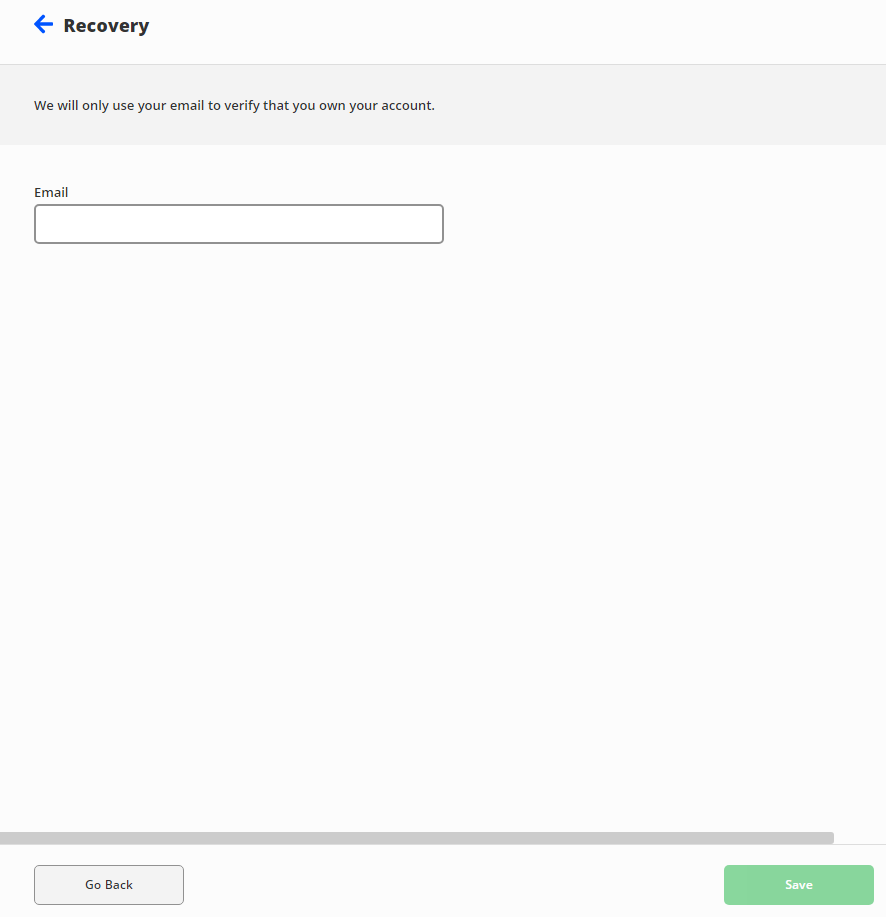 Recovery
We will only use your email to verify that you own your account.
Email
Go Back
Save